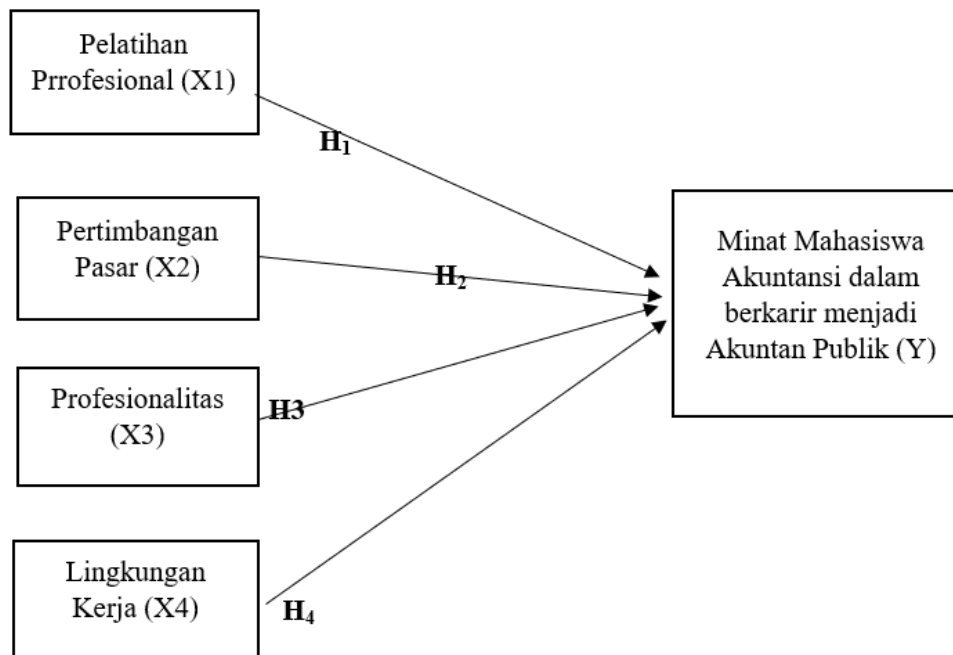 Pelatihan
Prrofesional (X1)
H₁
Pertimbangan
Pasar (X2)
H₂
Profesionalitas
(X3)
H3
Lingkungan
Kerja (X4)
H₄
Minat Mahasiswa
Akuntansi dalam
berkarir menjadi
Akuntan Publik (Y)